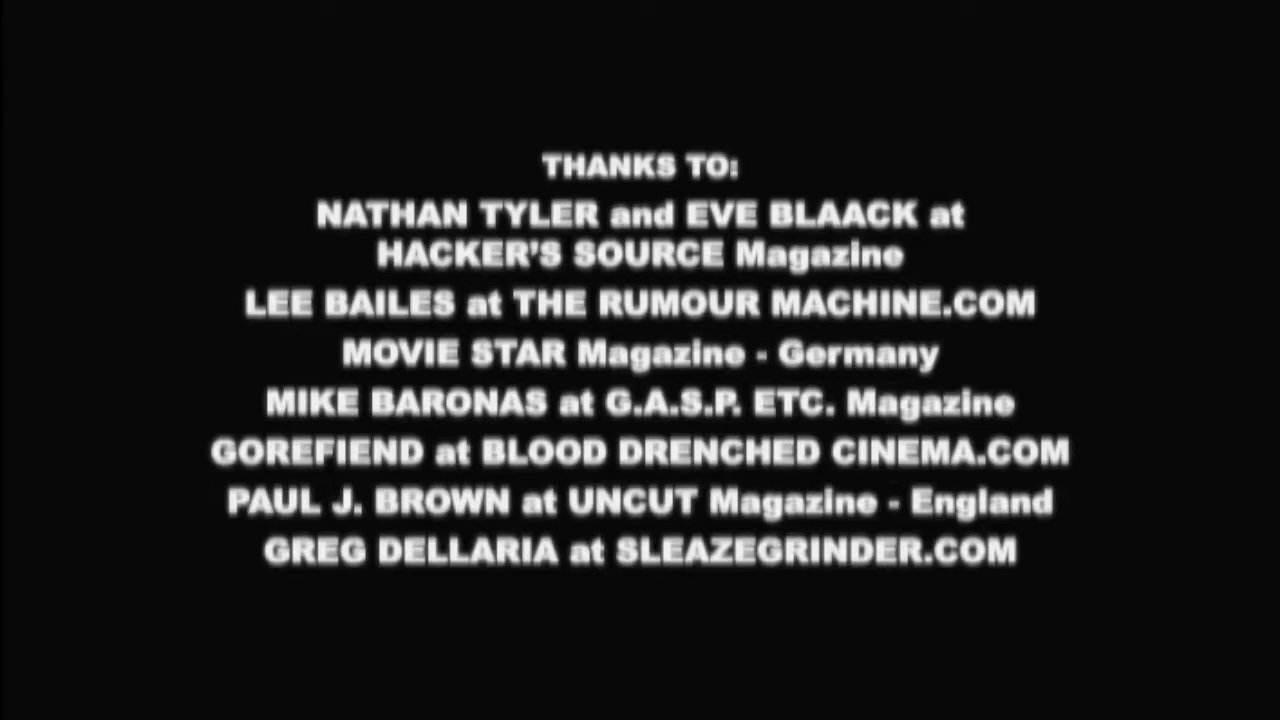 THANKS TO:
NATHAN TYLER and EVE BLAACK at
HACKER'S SOURCE Magazine
LEE BAILES at THE RUMOUR MACHINE.COM
MOVIE STAR Magazine - Germany
MIKE BARONAS at G.A.S.P. ETC. Magazine
GOREFIEND at BLOOD DRENCHED CINEMA.COM
PAUL J. BROWN at UNCUT Magazine - England
GREG DELLARIA at SLEAZEGRINDER.COM